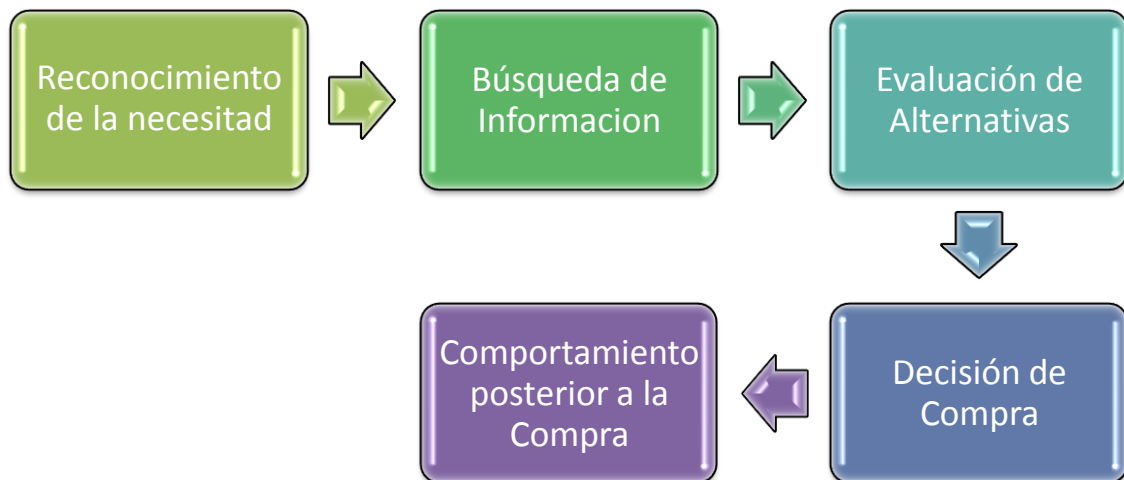 Reconocimiento
de la necesitad
Búsqueda de
Informacion
Evaluación de
Alternativas
Decisión de
Compra
Comportamiento
posterior a la
Compra